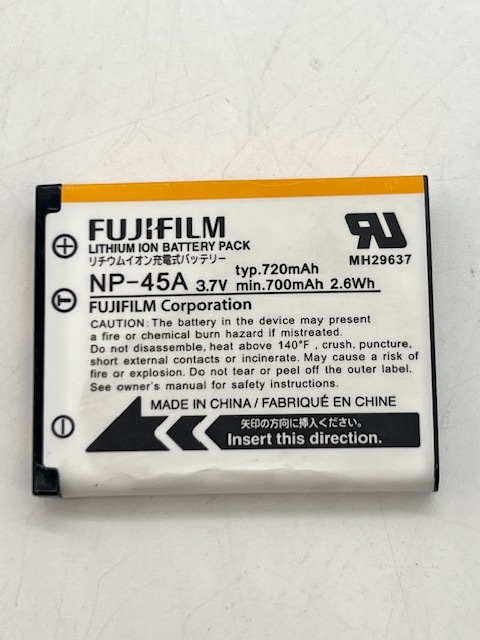 FUJIFILM
LITHIUM ION BATTERY PACK
リチウムイオン充電式バッテリー
NP-45A 3.7V typ.720mAh min.700mAh 2.6Wh
RU
MH29637
FUJIFILM Corporation
CAUTION: The battery in the device may present
a fire or chemical burn hazard if mistreated.
Do not disassemble, heat above 140°F , crush, puncture,
short external contacts or incinerate. May cause risk of
fire or explosion. Do not tear or peel off the outer label.
See owner's manual for safety instructions.
MADE IN CHINA / FABRIQUÉ EN CHINE
矢印の方向に挿入ください。
Insert this direction.
+
T
-